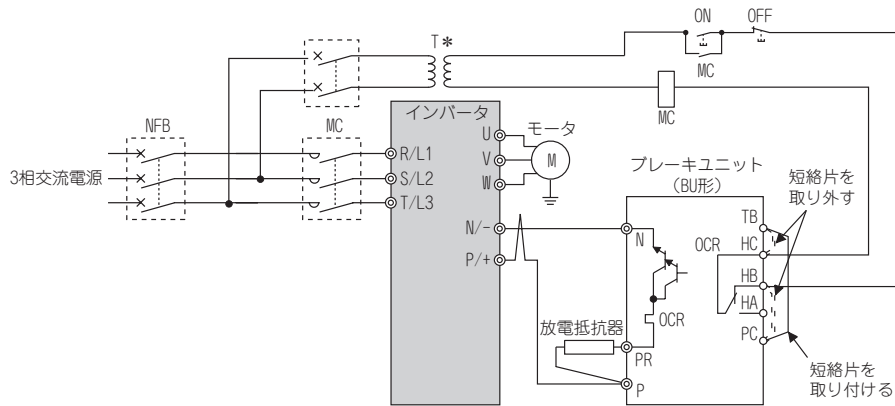 ON
OFF
T*
MC
MC
NFB
MC
インバータ
モータ
3相交流電源
R/L1
S/L2
T/L3
U
V
W
M
N/-
P/+
ブレーキユニット
(BU形)
短絡片を
取り外す
TB
HC
HB
HA
PC
OCR
N
OCR
放電抵抗器
PR
P
短絡片を
取り付ける